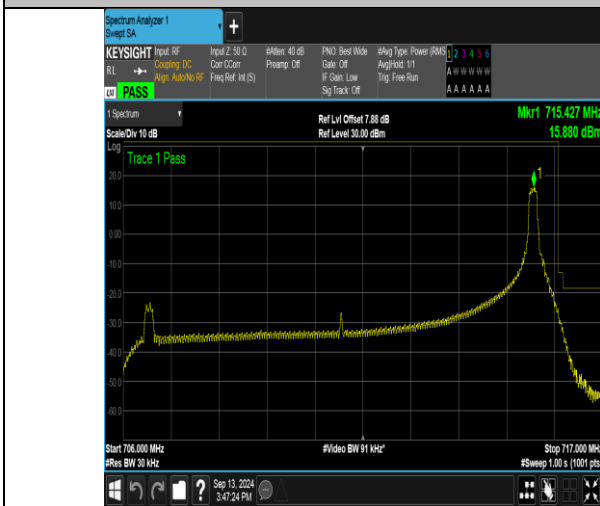 Spectrum Analyzer 1
Swept SA
+
KEYSIGHT Input: RF Input Z: 50 Ω #Atten: 40 dB PNO: Best Wide #Avg Type: Power (RMS 1 2 3 4 5 6
RL Coupling: DC Corr CCorr Preamp: Off Gate: Off Avg|Hold: 1/1 A W W W W W
Align: Auto/No RF Freq Ref: Int (S) IF Gain: Low Trig: Free Run
PASS Sig Track: Off A A A A A A
1 Spectrum Ref Lvl Offset 7.88 dB Mkr1 715.427 MHz
Scale/Div 10 dB Ref Level 30.00 dBm 15.880 dBm
Log
Trace 1 Pass
1
20.0
10.0
0.00
-10.0
-20.0
-30.0
-40.0
-50.0
-60.0
Start 706.000 MHz #Video BW 91 kHz* Stop 717.000 MHz
#Res BW 30 kHz #Sweep 1.00 s (1001 pts
? Sep 13, 2024
3:47:24 PM